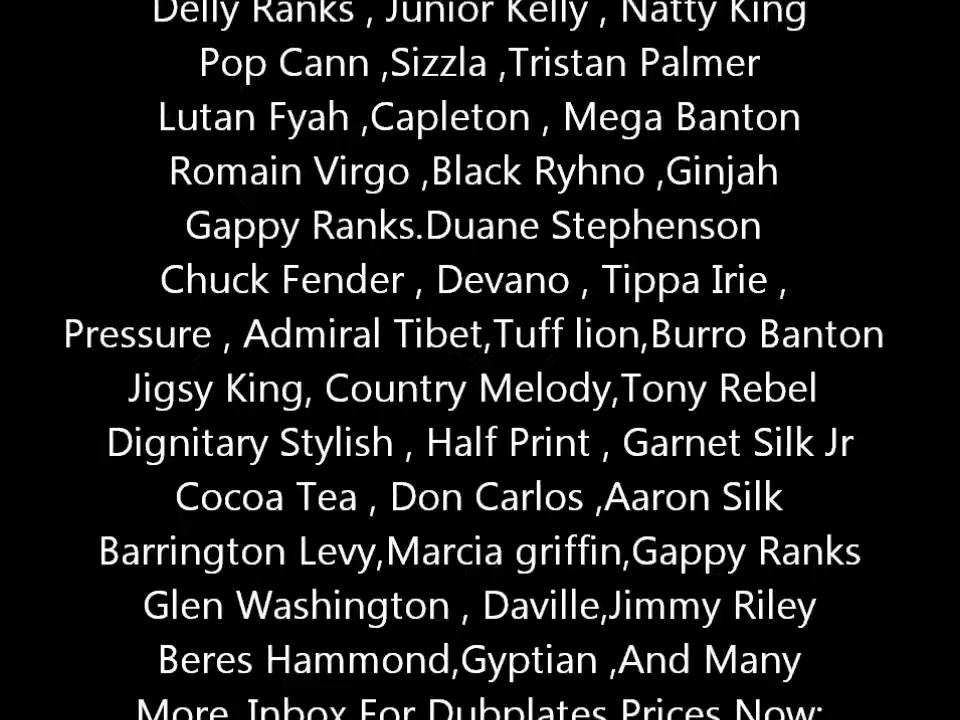 Delly Ranks , Junior Kelly , Natty King
Pop Cann ,Sizzla ,Tristan Palmer
Lutan Fyah ,Capleton , Mega Banton
Romain Virgo ,Black Ryhno ,Ginjah
Gappy Ranks.Duane Stephenson
Chuck Fender , Devano , Tippa Irie ,
Pressure , Admiral Tibet,Tuff lion,Burro Banton
Jigsy King, Country Melody,Tony Rebel
Dignitary Stylish , Half Print , Garnet Silk Jr
Cocoa Tea , Don Carlos ,Aaron Silk
Barrington Levy,Marcia griffin,Gappy Ranks
Glen Washington , Daville,Jimmy Riley
Beres Hammond,Gyptian ,And Many
More Inbox For Dubplates Prices Now: